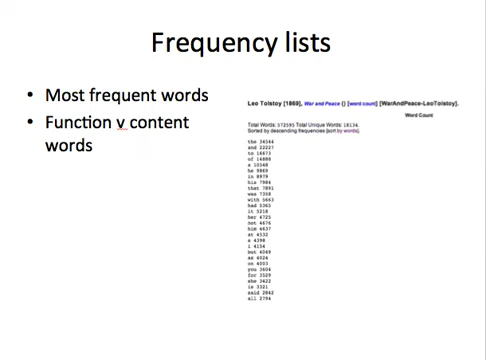 Frequency lists
• Most frequent words
• Function v content
words
Leo Tolstoy [1869], War and Peace () [word count] [WarAndPeace-LeoTolstoy].
Word Count
Total Words: 572595 Total Unique Words: 18134.
Sorted by descending frequencies [sort by words].
the 34544
and 22227
to 16673
of 14888
a 10548
he 9869
in 8979
his 7984
that 7891
was 7358
with 5663
had 5365
it 5218
her 4725
not 4676
him 4637
at 4532
s 4398
i 4154
but 4049
as 4024
on 4003
you 3604
for 3529
she 3422
is 3321
said 2842
all 2794